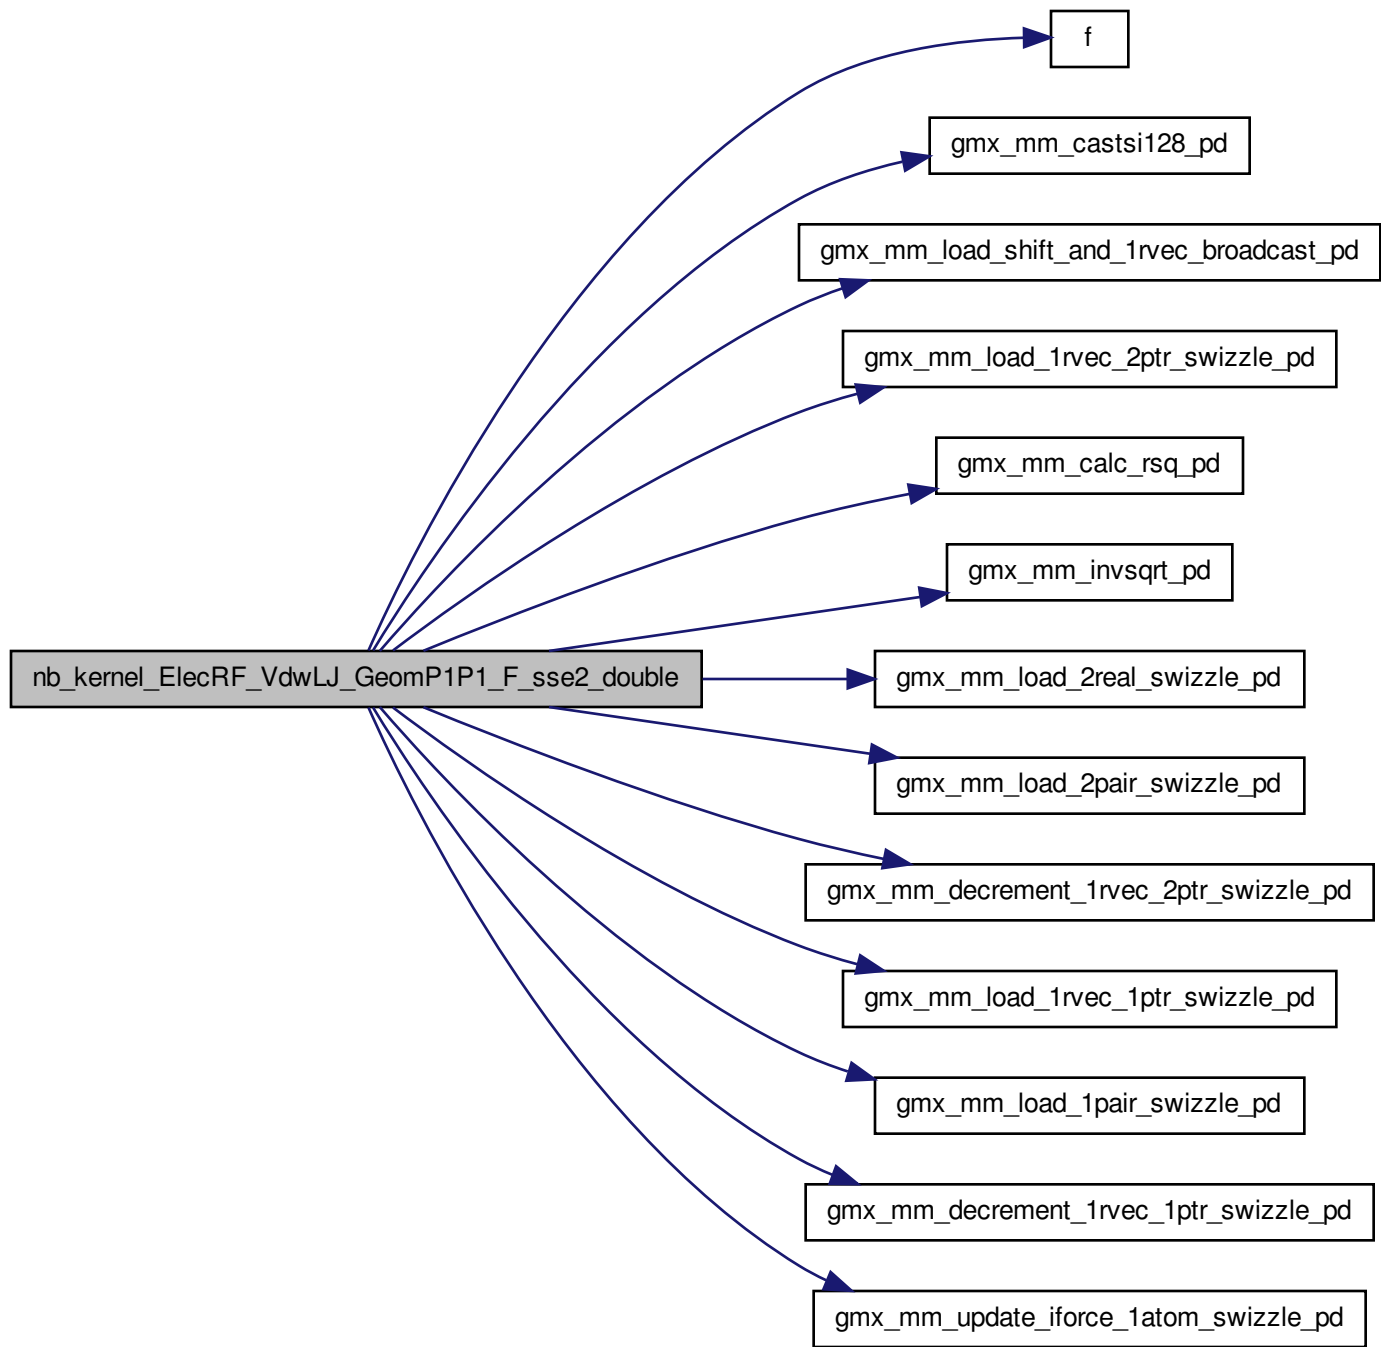 f
gmx_mm_castsi128_pd
gmx_mm_load_shift_and_1rvec_broadcast_pd
gmx_mm_load_1rvec_2ptr_swizzle_pd
gmx_mm_calc_rsq_pd
gmx_mm_invsqrt_pd
nb_kernel_ElecRF_VdwLJ_GeomP1P1_F_sse2_double
gmx_mm_load_2real_swizzle_pd
gmx_mm_load_2pair_swizzle_pd
gmx_mm_decrement_1rvec_2ptr_swizzle_pd
gmx_mm_load_1rvec_1ptr_swizzle_pd
gmx_mm_load_1pair_swizzle_pd
gmx_mm_decrement_1rvec_1ptr_swizzle_pd
gmx_mm_update_iforce_1atom_swizzle_pd